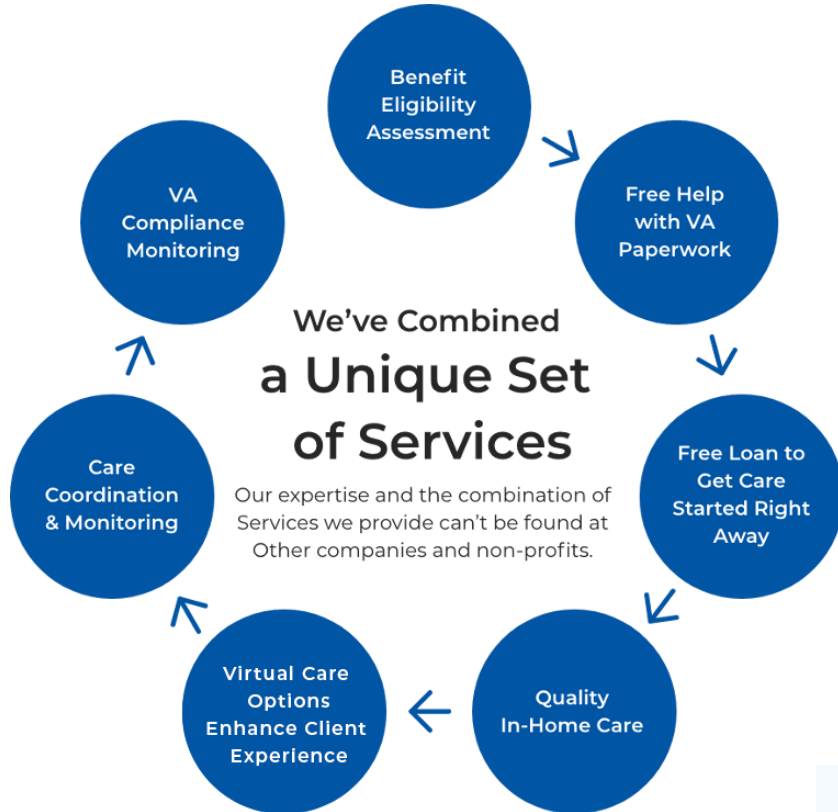 Benefit
Eligibility
Assessment
Free Help
with VA
Paperwork
Free Loan to
Get Care
Started Right
Away
Quality
In-Home Care
Virtual Care
Options
Enhance Client
Experience
Care
Coordination
& Monitoring
VA
Compliance
Monitoring
We’ve Combined
a Unique Set
of Services
Our expertise and the combination of
Services we provide can’t be found at
Other companies and non-profits.